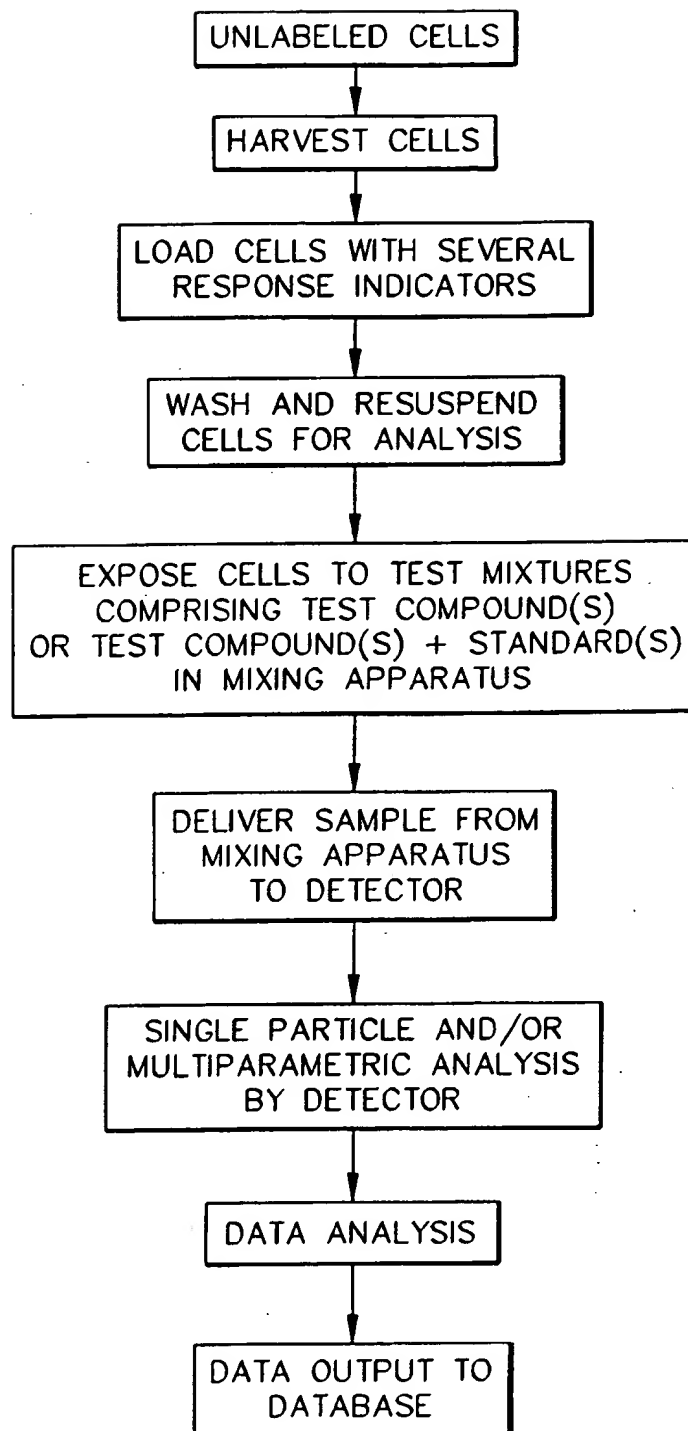 UNLABELED CELLS
HARVEST CELLS
LOAD CELLS WITH SEVERAL
RESPONSE INDICATORS
WASH AND RESUSPEND
CELLS FOR ANALYSIS
EXPOSE CELLS TO TEST MIXTURES
COMPRISING TEST COMPOUND(S)
OR TEST COMPOUND(S) + STANDARD(S)
IN MIXING APPARATUS
DELIVER SAMPLE FROM
MIXING APPARATUS
TO DETECTOR
SINGLE PARTICLE AND/OR
MULTIPARAMETRIC ANALYSIS
BY DETECTOR
DATA ANALYSIS
DATA OUTPUT TO
DATABASE